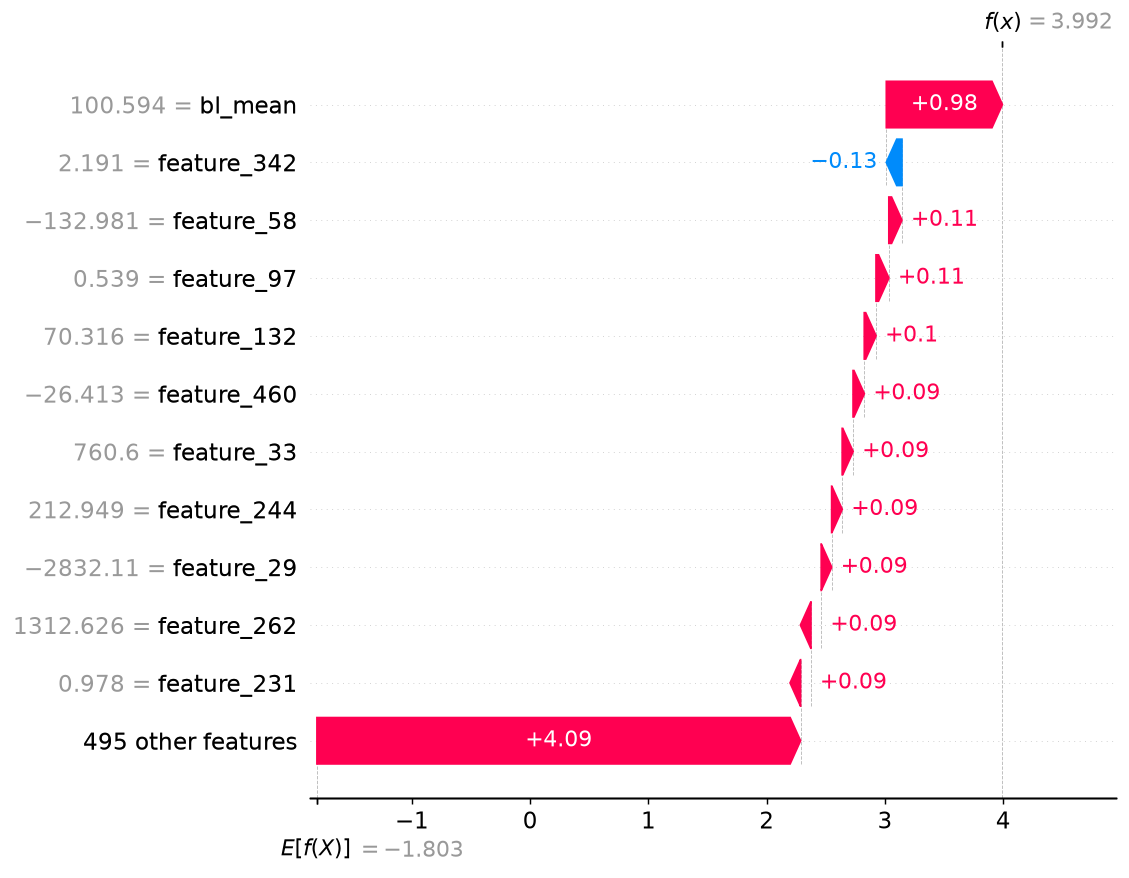 f(x) = 3.992
100.594 = bl_mean
+0.98
2.191 = feature_342
−0.13
−132.981 = feature_58
+0.11
0.539 = feature_97
+0.11
70.316 = feature_132
+0.1
−26.413 = feature_460
+0.09
760.6 = feature_33
+0.09
212.949 = feature_244
+0.09
−2832.11 = feature_29
+0.09
1312.626 = feature_262
+0.09
0.978 = feature_231
+0.09
495 other features
+4.09
−1 0 1 2 3 4
E[f(X)] = −1.803